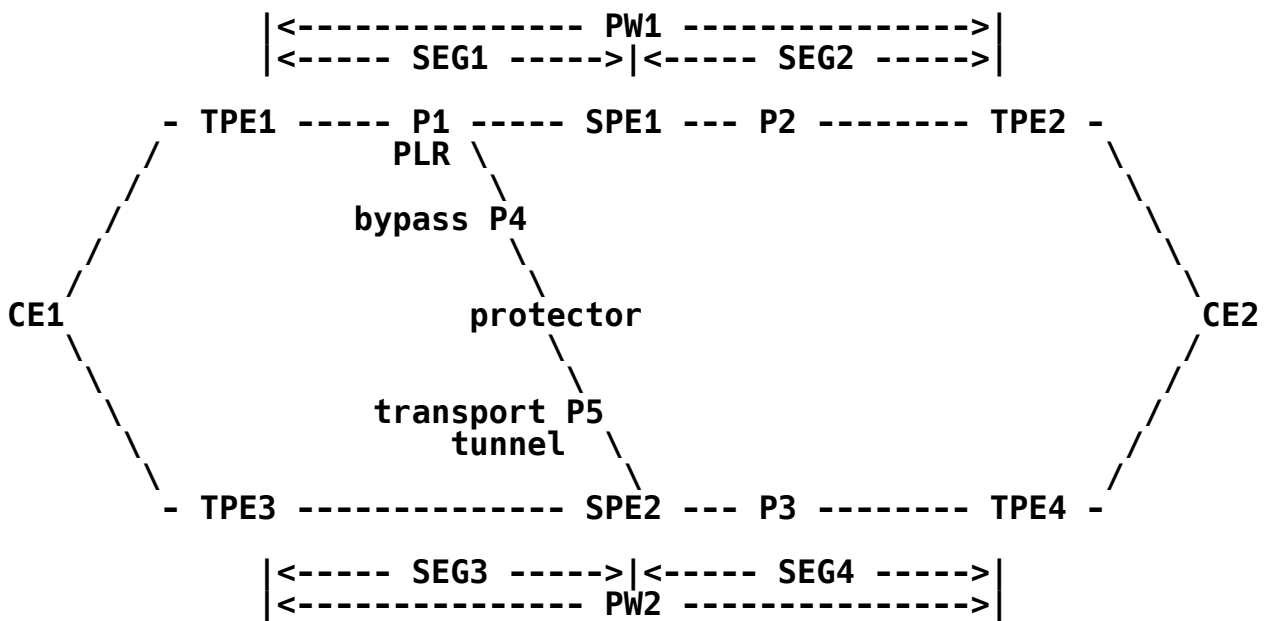 |<--------------- PW1 --------------->|
|<----- SEG1 ----->|<----- SEG2 ----->|
- TPE1 ----- P1 ----- SPE1 --- P2 -------- TPE2 -
PLR
bypass P4
CE1 protector CE2
transport P5
tunnel
- TPE3 -------------- SPE2 --- P3 -------- TPE4 -
|<----- SEG3 ----->|<----- SEG4 ----->|
|<--------------- PW2 --------------->|